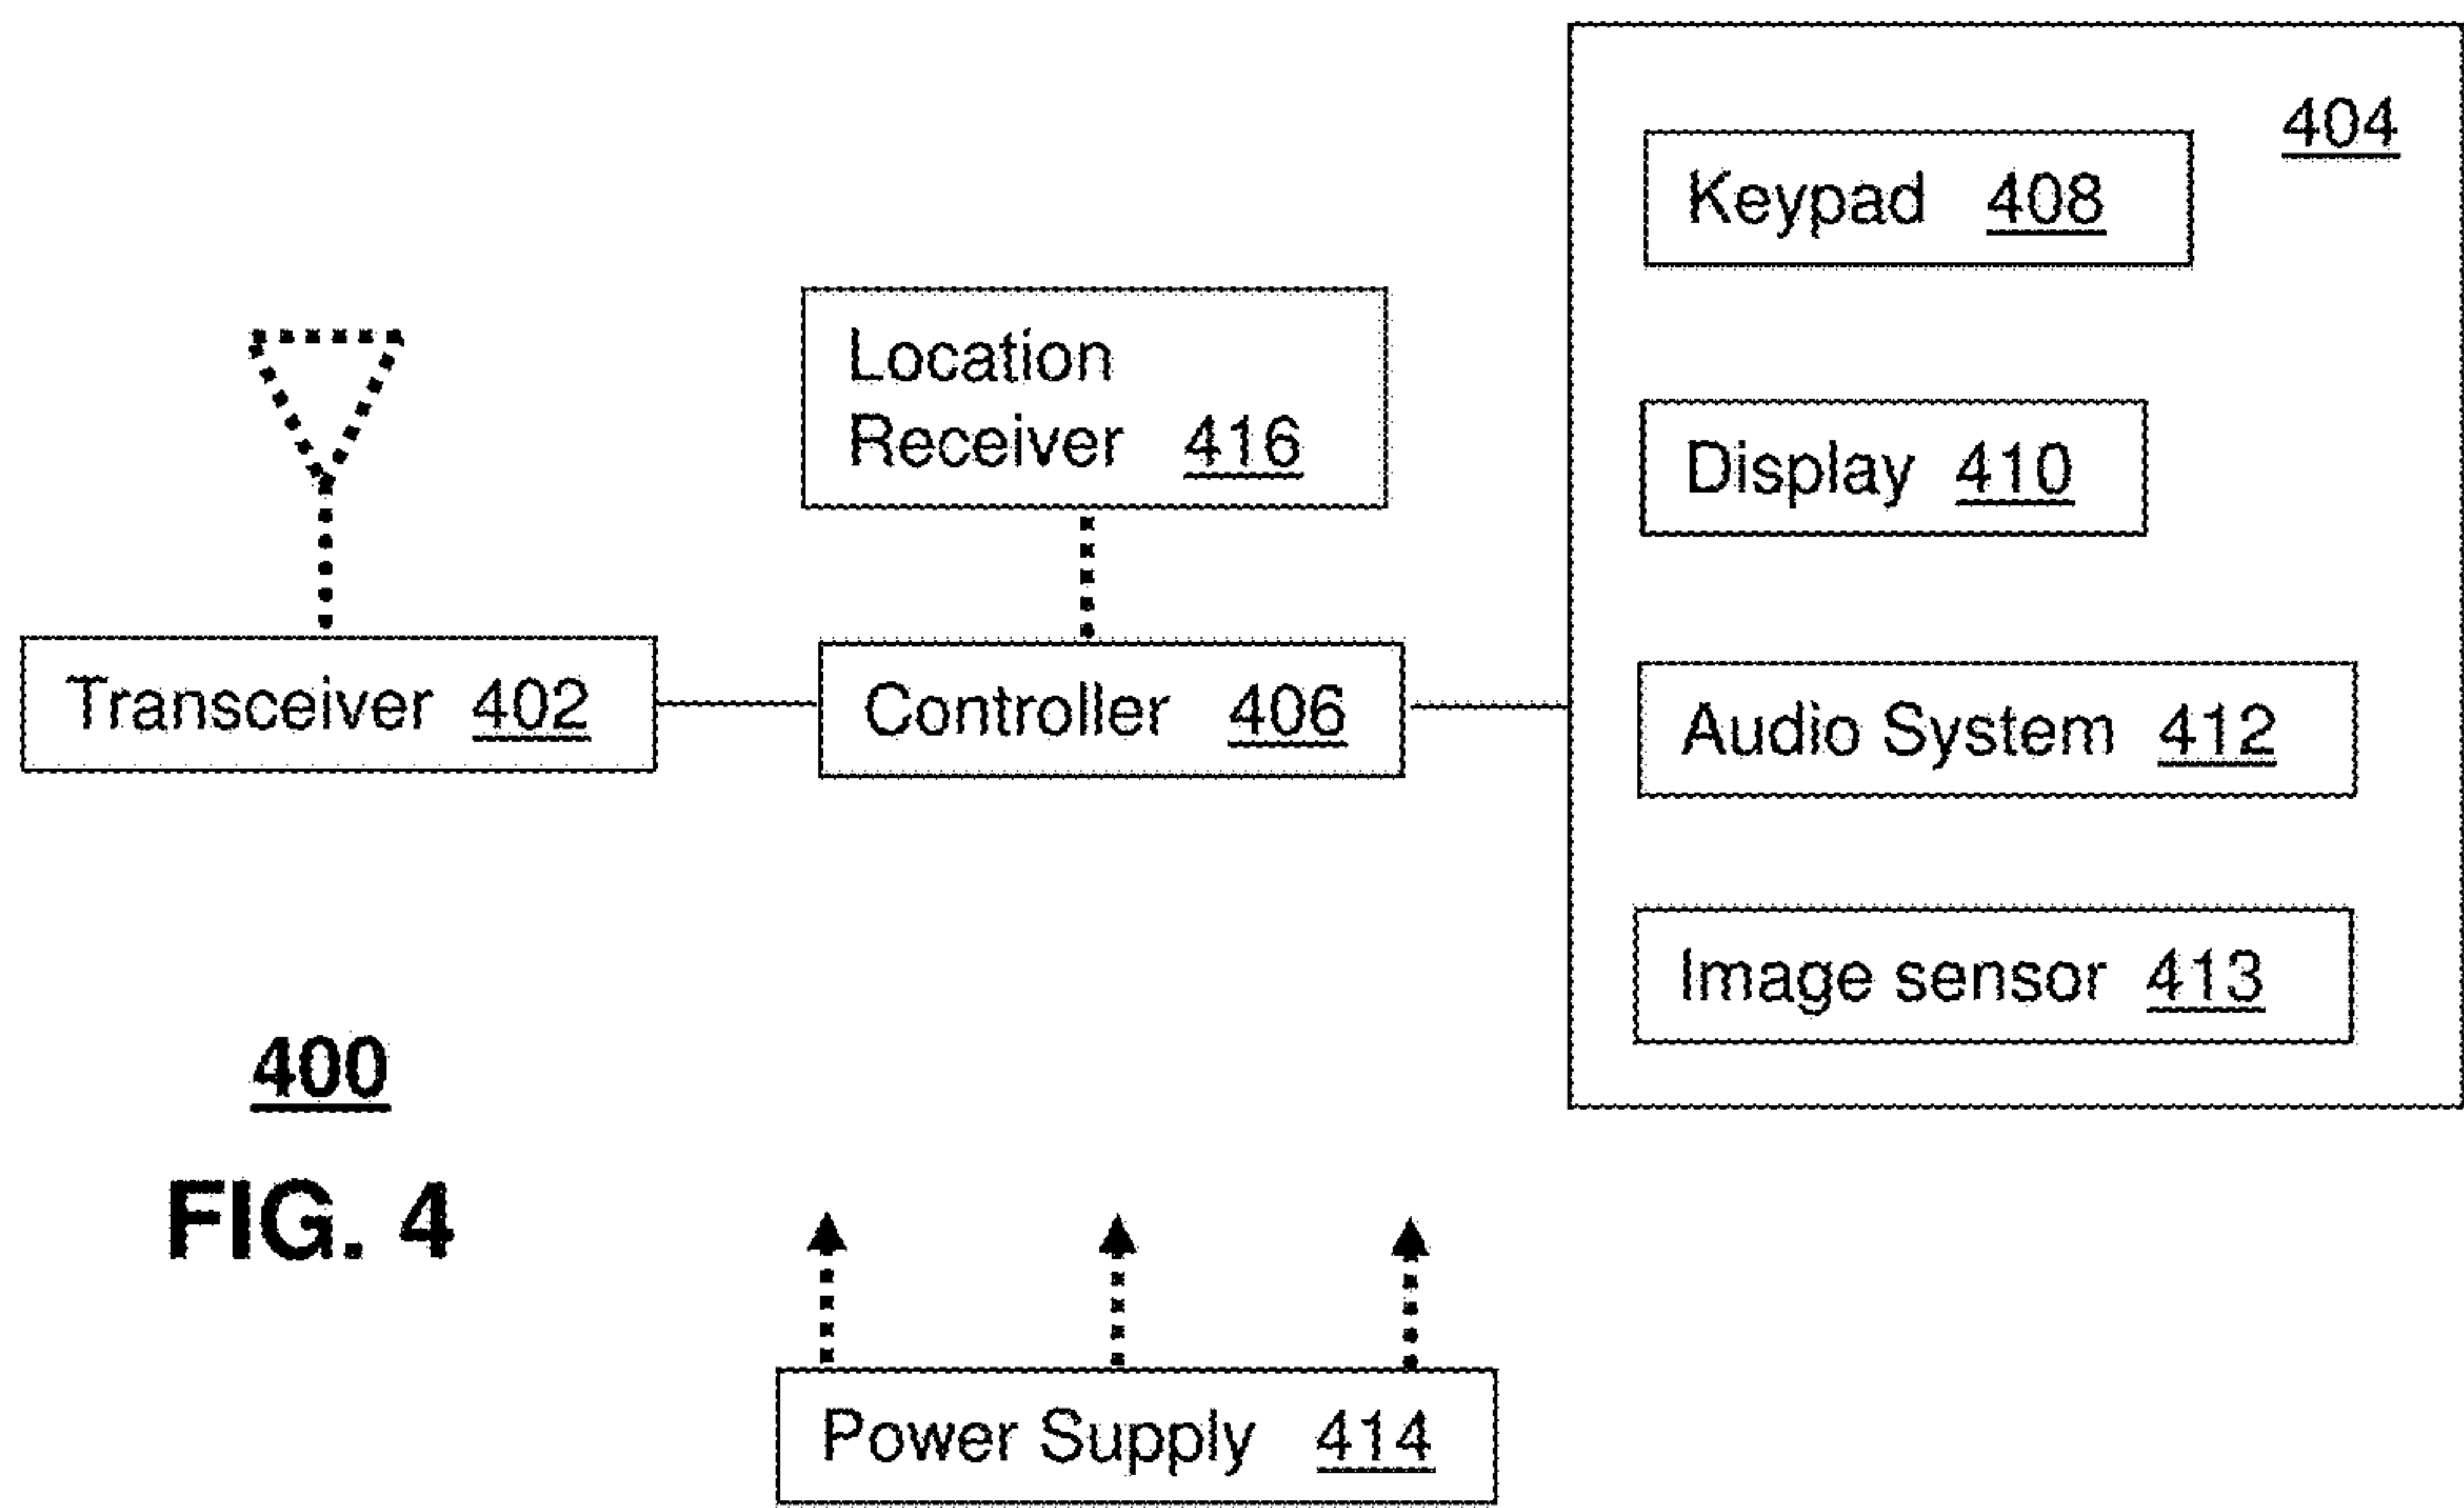 404
Keypad 408
Location
Receiver 416
Display 410
Transceiver 402
Controller 406
Audio System 412
Image sensor 413
400
FIG. 4
Power Supply 414